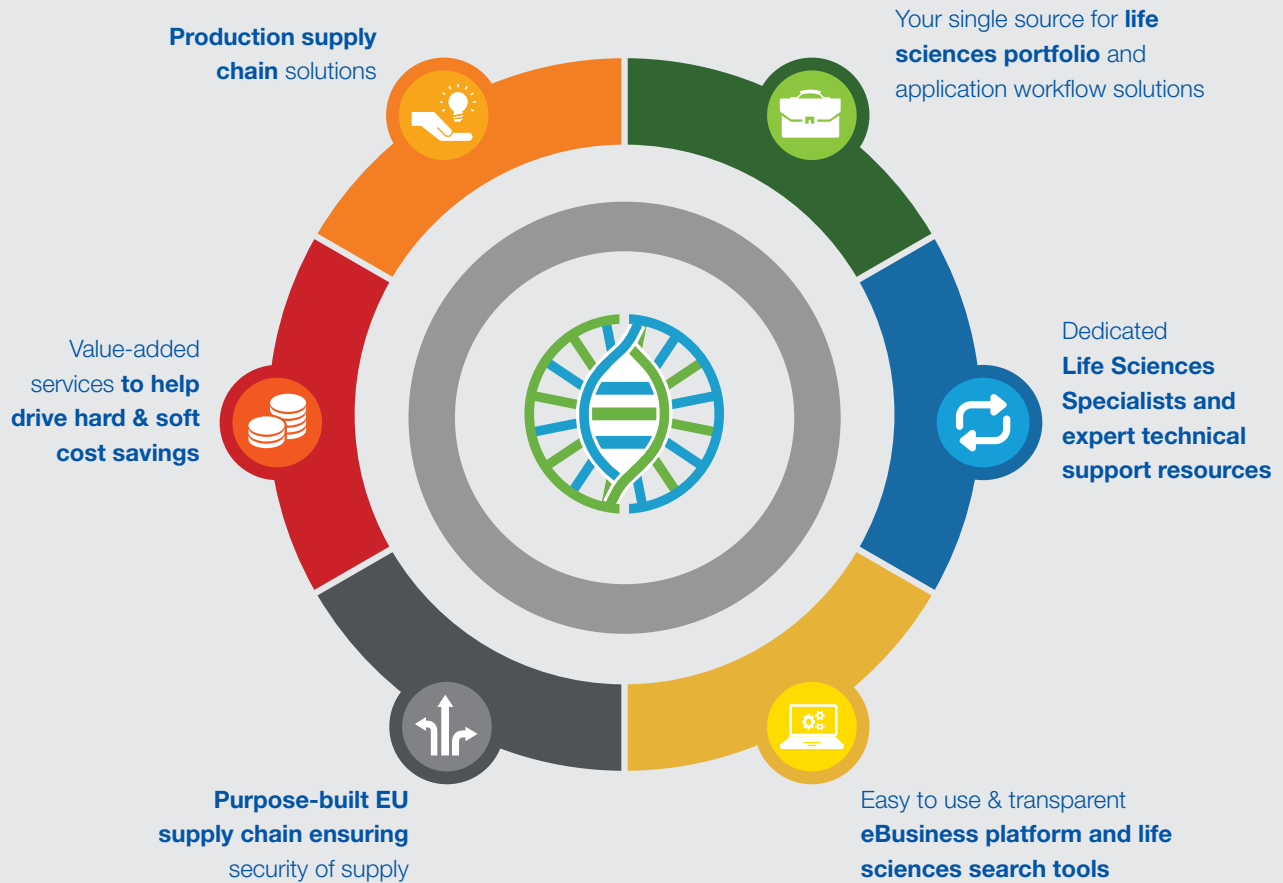 Production supply
chain solutions
Your single source for life
sciences portfolio and
application workflow solutions
Value-added
services to help
drive hard & soft
cost savings
Dedicated
Life Sciences
Specialists and
expert technical
support resources
Purpose-built EU
supply chain ensuring
security of supply
Easy to use & transparent
eBusiness platform and life
sciences search tools